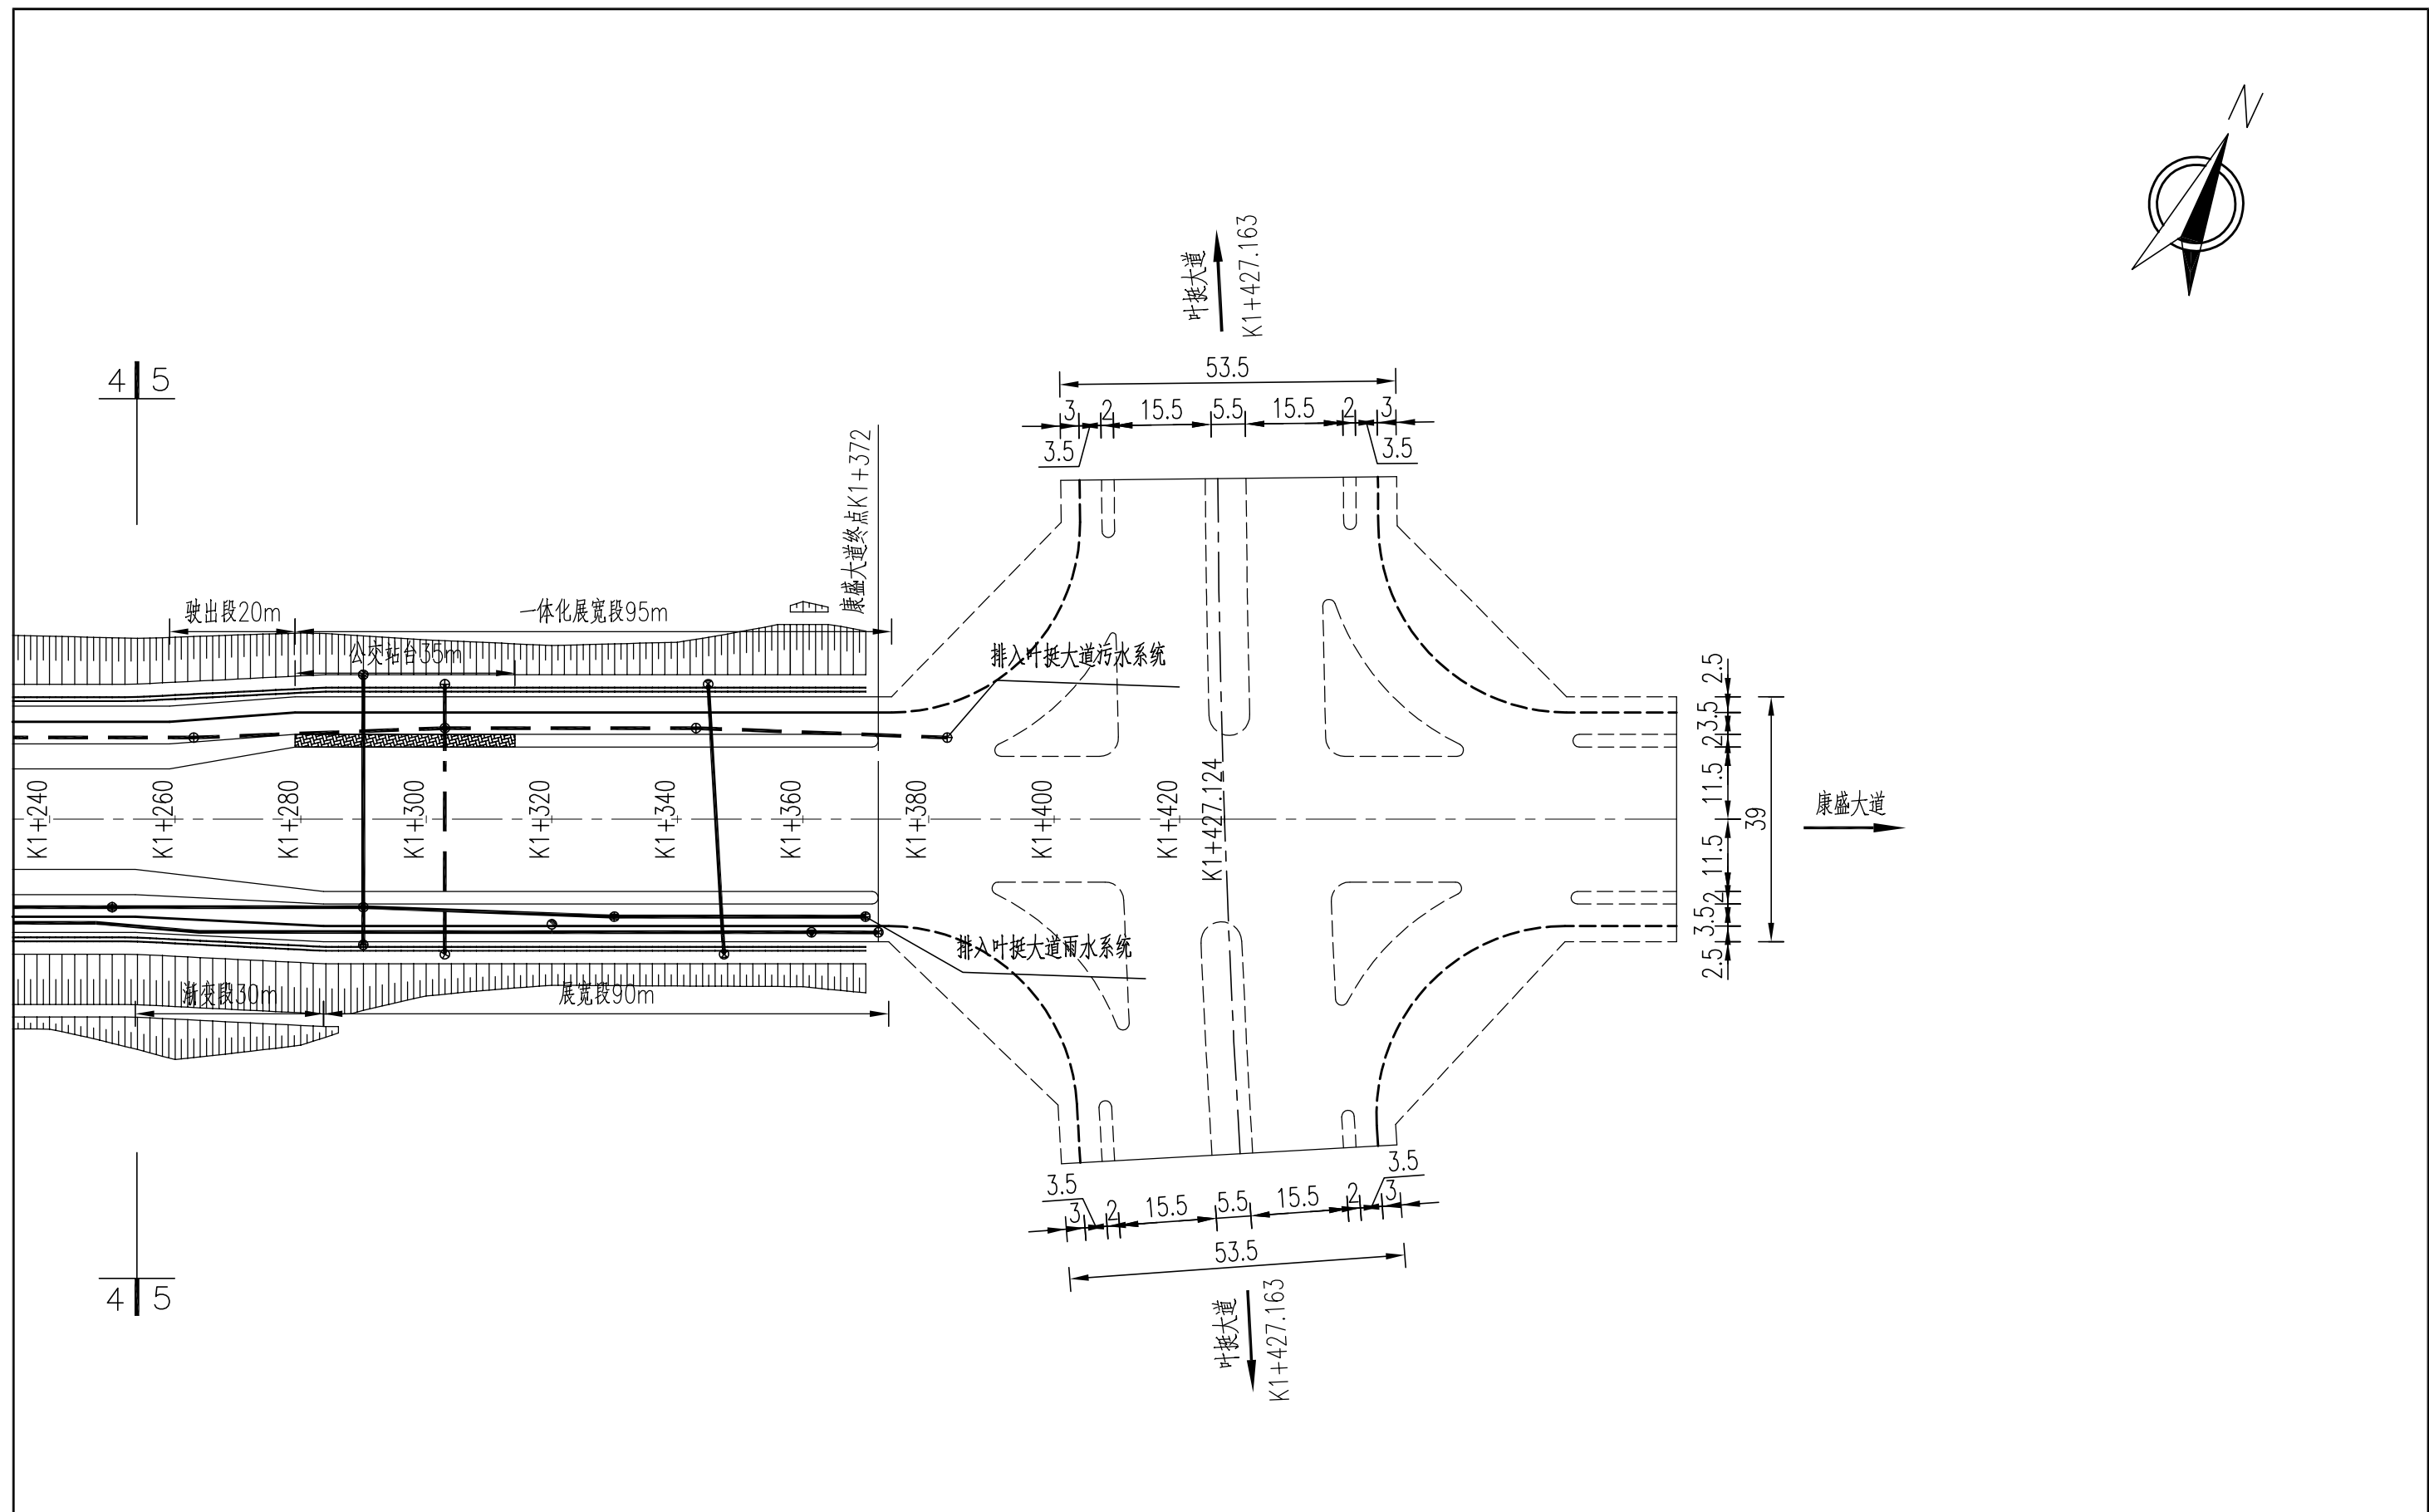 N
叶挺大道
K1+427.163
53.5
3
2
15.5
5.5
15.5
2
3
3.5
3.5
4
5
康盛大道终点K1+372
驶出段20m
一体化展宽段95m
公交站台35m
排入叶挺大道污水系统
K1+240
K1+260
K1+280
K1+300
K1+320
K1+340
K1+360
K1+380
K1+400
K1+420
K1+427.124
2.5
3.5
2
11.5
11.5
2
3.5
2.5
39
康盛大道
排入叶挺大道雨水系统
渐变段30m
展宽段90m
3.5
3.5
3
2
15.5
5.5
15.5
2
3
53.5
4
5
叶挺大道
K1+427.163